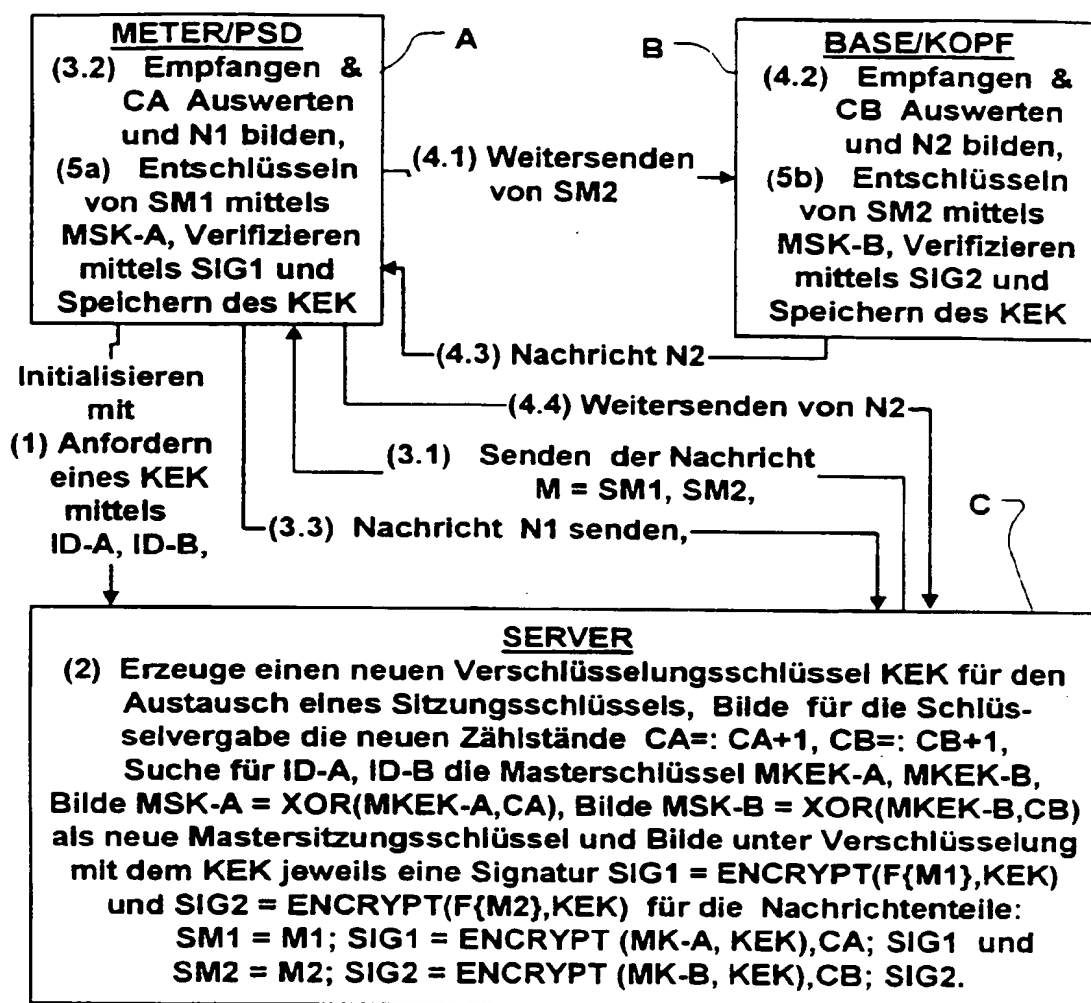 METER/PSD
(3.2) Empfangen &
CA Auswerten
und N1 bilden,
(5a) Entschlüsseln
von SM1 mittels
MSK-A, Verifizieren
mittels SIG1 und
Speichern des KEK
A
B
BASE/KOPF
(4.2) Empfangen &
CB Auswerten
und N2 bilden,
(5b) Entschlüsseln
von SM2 mittels
MSK-B, Verifizieren
mittels SIG2 und
Speichern des KEK
(4.1) Weitersenden
von SM2
(4.3) Nachricht N2
(4.4) Weitersenden von N2
Initialisieren
mit
(1) Anfordern
eines KEK
mittels
ID-A, ID-B,
(3.1) Senden der Nachricht
M = SM1, SM2,
(3.3) Nachricht N1 senden,
C
SERVER
(2) Erzeuge einen neuen Verschlüsselungsschlüssel KEK für den
Austausch eines Sitzungsschlüssels, Bilde für die Schlüs-
selvergabe die neuen Zählstände CA=: CA+1, CB=: CB+1,
Suche für ID-A, ID-B die Masterschlüssel MKEK-A, MKEK-B,
Bilde MSK-A = XOR(MKEK-A,CA), Bilde MSK-B = XOR(MKEK-B,CB)
als neue Mastersitzungsschlüssel und Bilde unter Verschlüsselung
mit dem KEK jeweils eine Signatur SIG1 = ENCRYPT(F{M1},KEK)
und SIG2 = ENCRYPT(F{M2},KEK) für die Nachrichtenteile:
SM1 = M1; SIG1 = ENCRYPT (MK-A, KEK),CA; SIG1 und
SM2 = M2; SIG2 = ENCRYPT (MK-B, KEK),CB; SIG2.